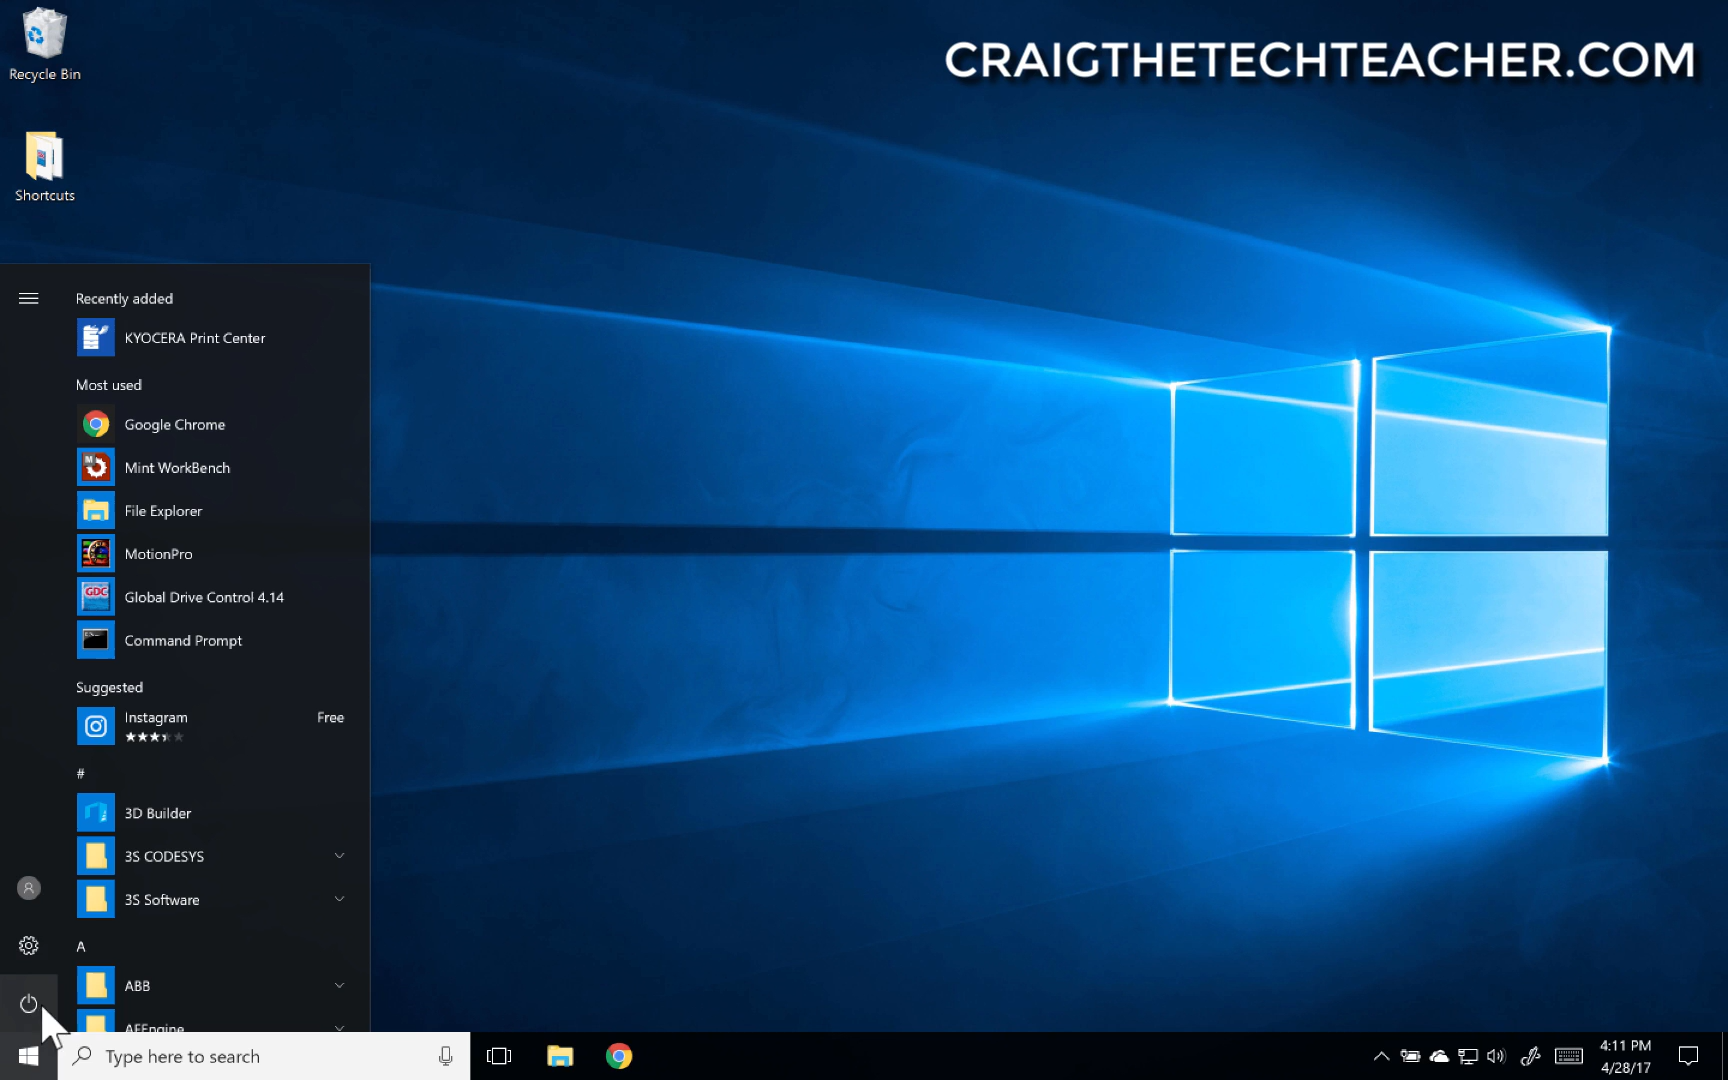 CRAIGTHETECHTEACHER.COM
Recycle Bin
Shortcuts
Recently added
KYOCERA Print Center
Most used
Google Chrome
Mint WorkBench
File Explorer
MotionPro
GDC
Global Drive Control 4.14
Command Prompt
Suggested
Instagram Free
#
3D Builder
3S CODESYS
3S Software
A
ABB
AFEngine
Type here to search
4:11 PM
4/28/17